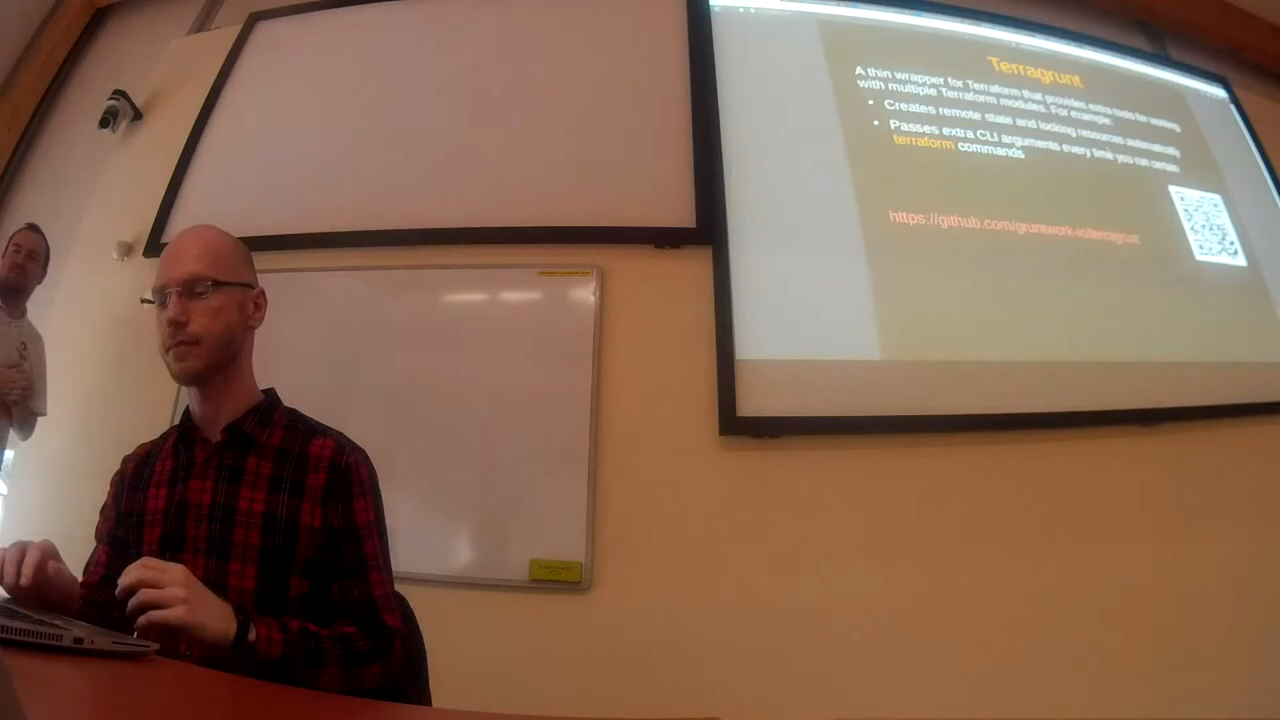 Terragrunt
A thin wrapper for Terraform that provides extra tools for working
with multiple Terraform modules. For example:
• Creates remote state and locking resources automatically
• Passes extra CLI arguments every time you run certain
terraform commands
https://github.com/gruntwork-io/terragrunt